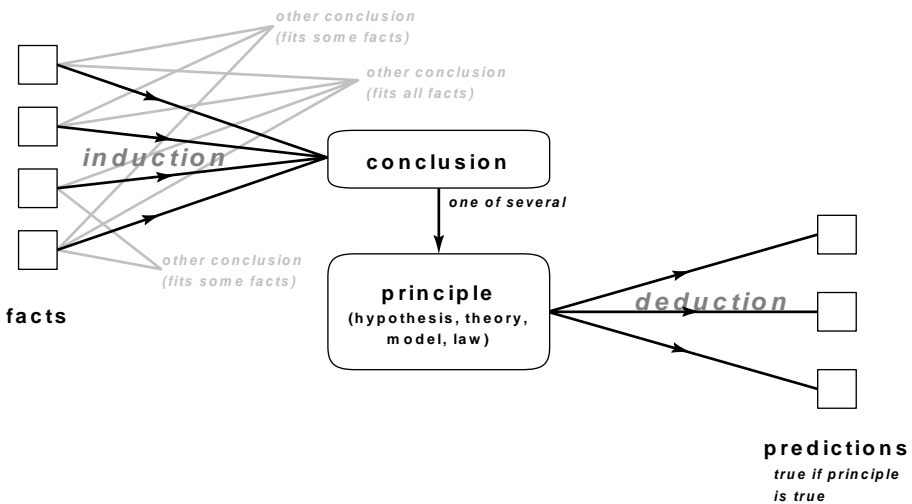 other conclusion
(fits some facts)
other conclusion
(fits all facts)
induction
conclusion
one of several
other conclusion
(fits some facts)
facts
principle
(hypothesis, theory,
model, law)
deduction
predictions
true if principle
is true